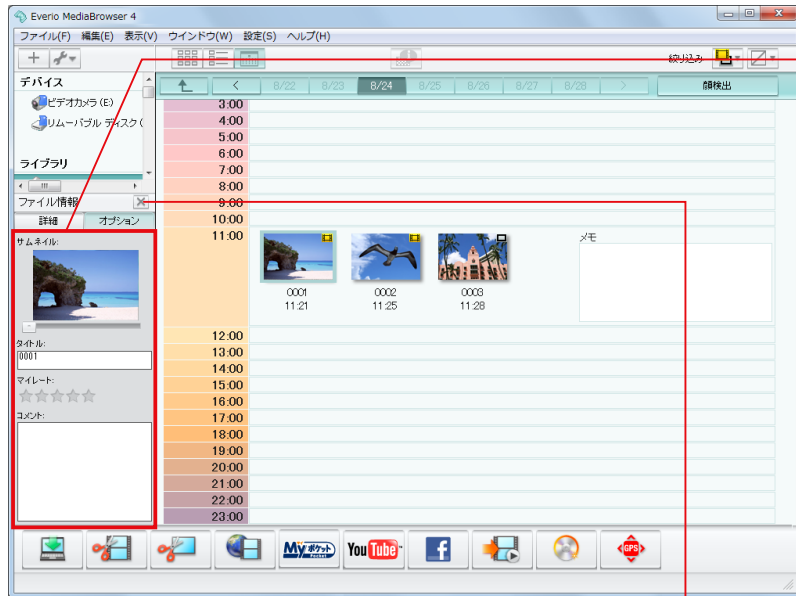 Everio MediaBrowser 4
ファイル(F) 編集(E) 表示(V) ウインドウ(W) 設定(S) ヘルプ(H)
絞り込み
デバイス
ビデオカメラ (E)
リムーバブル ディスク (
ライブラリ
ファイル情報
詳細 オプション
サムネイル:
タイトル:
0001
マイレート:
コメント:
8/22 8/23 8/24 8/25 8/26 8/27 8/28 顔検出
3:00
4:00
5:00
6:00
7:00
8:00
9:00
10:00
11:00
0001 0002 0003
11:21 11:25 11:28
メモ
12:00
13:00
14:00
15:00
16:00
17:00
18:00
19:00
20:00
21:00
22:00
23:00
Myポケット Pocket YouTube f GPS